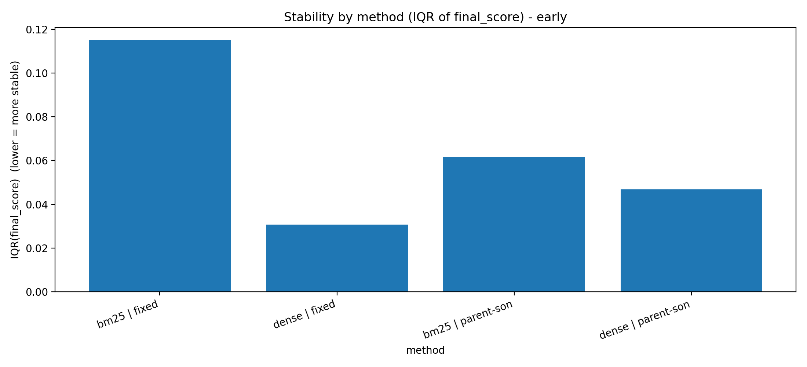 Stability by method (IQR of final_score) - early
IQR(final_score)  (lower = more stable)
0.12
0.10
0.08
0.06
0.04
0.02
0.00
bm25 | fixed
dense | fixed
bm25 | parent-son
dense | parent-son
method